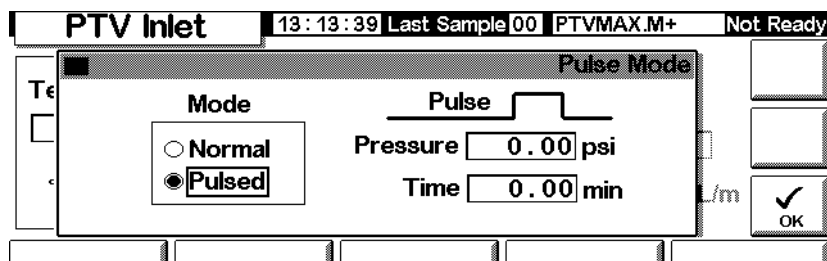 PTV Inlet 13:13:39 Last Sample 00 PTVMAX.M+ Not Ready
Pulse Mode
Mode
Pulse
Normal
Pressure 0.00 psi
Pulsed
Time 0.00 min
OK